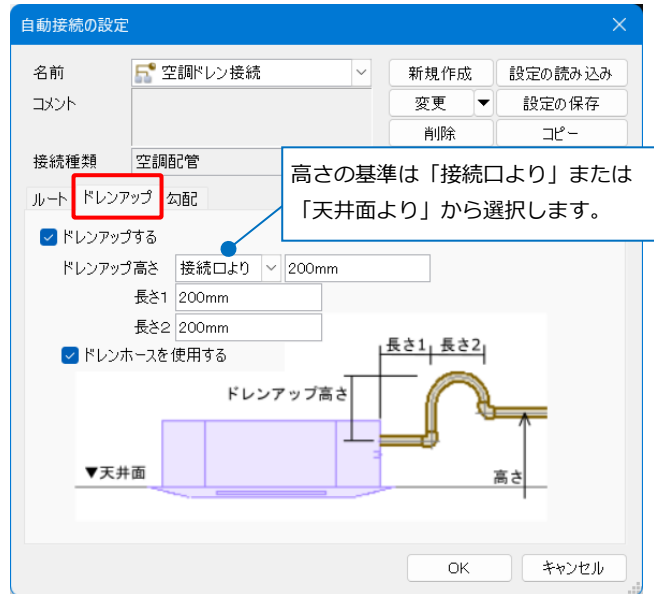 自動接続の設定
名前
空調ドレン接続
新規作成
設定の読み込み
コメント
変更
設定の保存
削除
コピー
接続種類
空調配管
高さの基準は「接続口より」または
「天井面より」から選択します。
ルート
ドレンアップ
勾配
ドレンアップする
ドレンアップ高さ
接続口より
200mm
長さ1
200mm
長さ2
200mm
ドレンホースを使用する
長さ1
長さ2
ドレンアップ高さ
▼天井面
高さ
OK
キャンセル